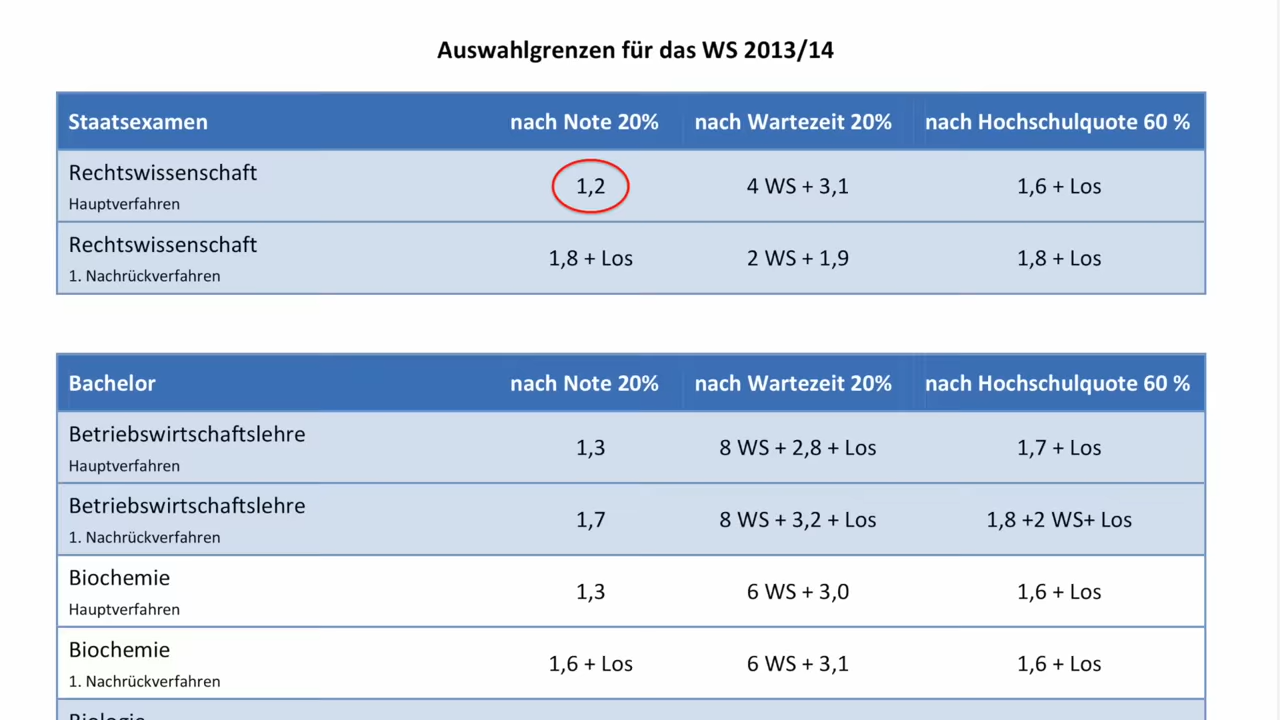 Auswahlgrenzen für das WS 2013/14
Staatsexamen nach Note 20% nach Wartezeit 20% nach Hochschulquote 60 %
Rechtswissenschaft
Hauptverfahren
1,2 4 WS + 3,1 1,6 + Los
Rechtswissenschaft
1. Nachrückverfahren
1,8 + Los 2 WS + 1,9 1,8 + Los
Bachelor nach Note 20% nach Wartezeit 20% nach Hochschulquote 60 %
Betriebswirtschaftslehre
Hauptverfahren
1,3 8 WS + 2,8 + Los 1,7 + Los
Betriebswirtschaftslehre
1. Nachrückverfahren
1,7 8 WS + 3,2 + Los 1,8 +2 WS+ Los
Biochemie
Hauptverfahren
1,3 6 WS + 3,0 1,6 + Los
Biochemie
1. Nachrückverfahren
1,6 + Los 6 WS + 3,1 1,6 + Los
Biologie